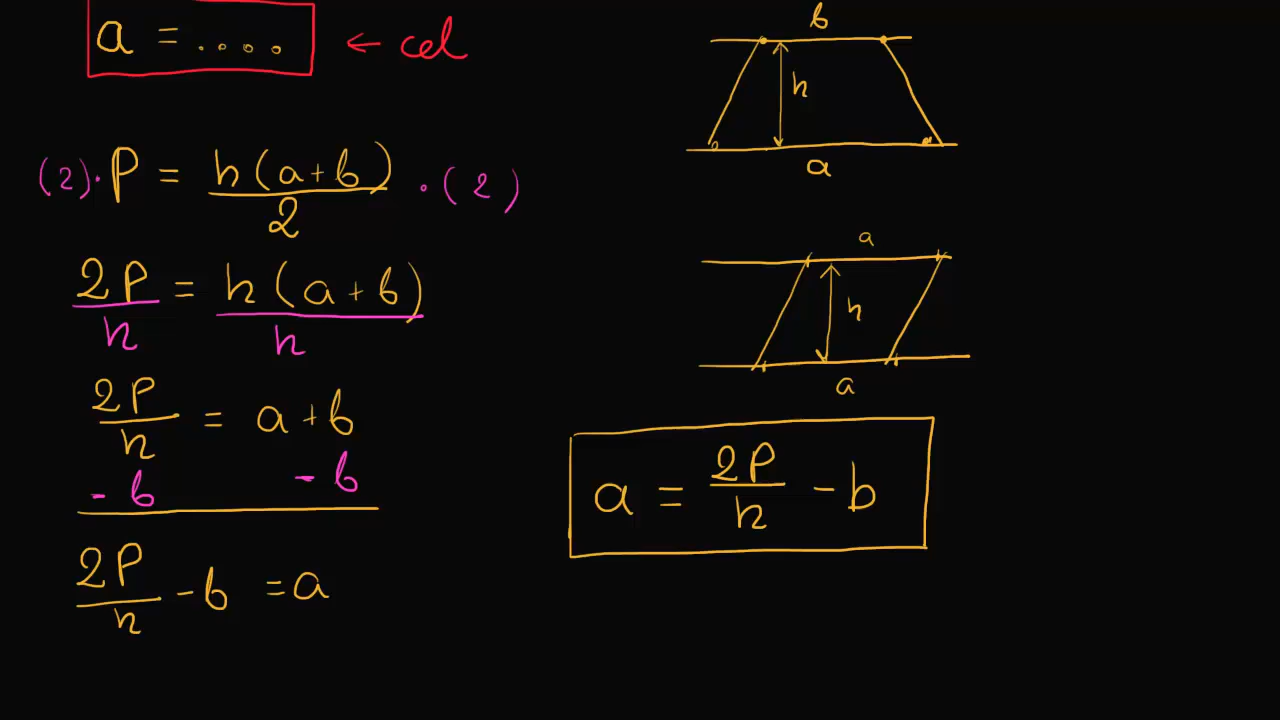 a = .... ← cel
(2)· P = h(a+b)/2 ·(2)
2P/h = h(a+b)/h
2P/h = a+b
-b -b
2P/h -b = a
b
h
a
a
h
a
a = 2P/h - b